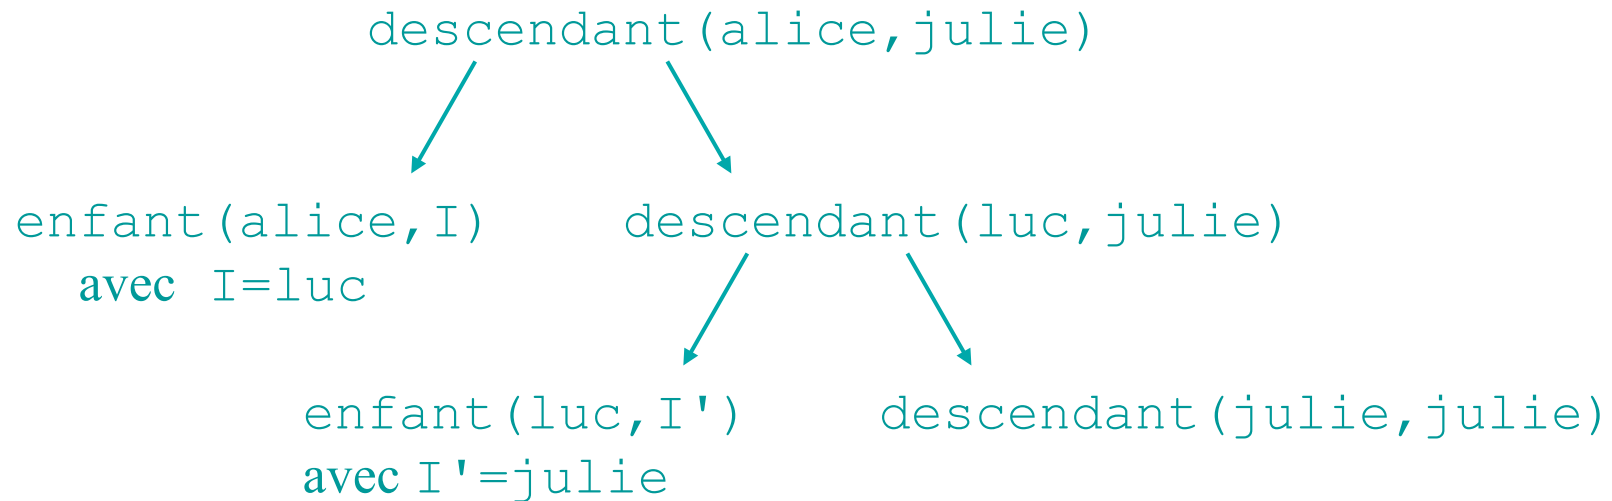 descendant(alice,julie)
enfant(alice,I) descendant(luc,julie)
avec I=luc
enfant(luc,I') descendant(julie,julie)
avec I'=julie